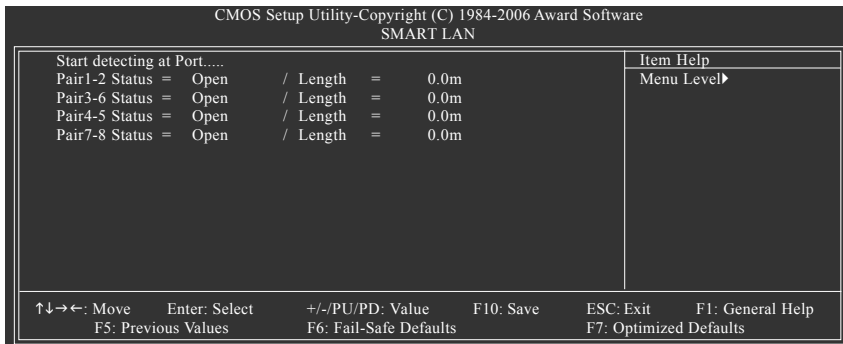 CMOS Setup Utility-Copyright (C) 1984-2006 Award Software
SMART LAN
Start detecting at Port.....
Pair1-2 Status = Open / Length = 0.0m
Pair3-6 Status = Open / Length = 0.0m
Pair4-5 Status = Open / Length = 0.0m
Pair7-8 Status = Open / Length = 0.0m
Item Help
Menu Level▶
↑↓→←: Move Enter: Select +/-/PU/PD: Value F10: Save ESC: Exit F1: General Help
F5: Previous Values F6: Fail-Safe Defaults F7: Optimized Defaults